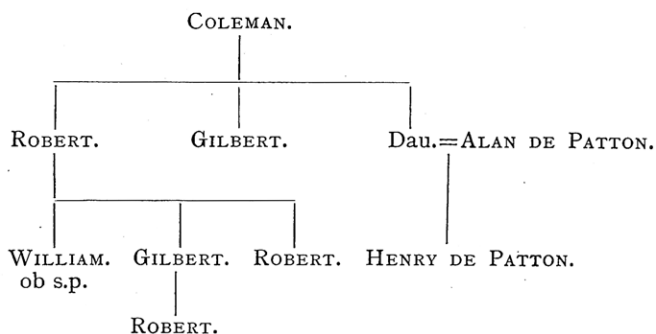 COLEMAN.
ROBERT. GILBERT. Dau.=ALAN DE PATTON.
WILLIAM. GILBERT. ROBERT. HENRY DE PATTON.
ob s.p.
ROBERT.